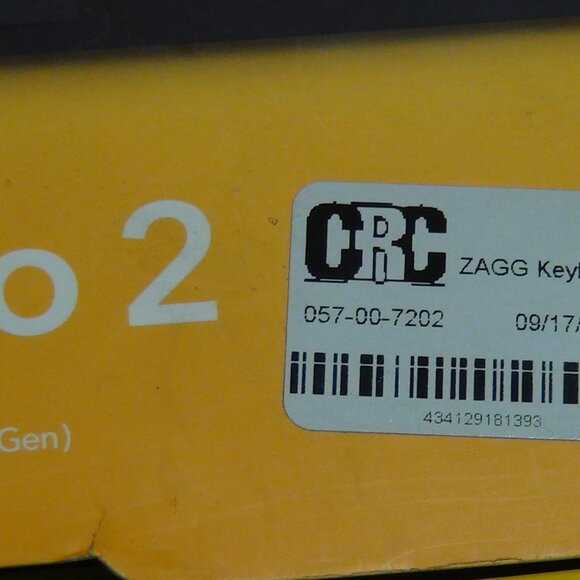 o 2
Gen)
CRC
ZAGG Key
057-00-7202
09/17/
434129181393